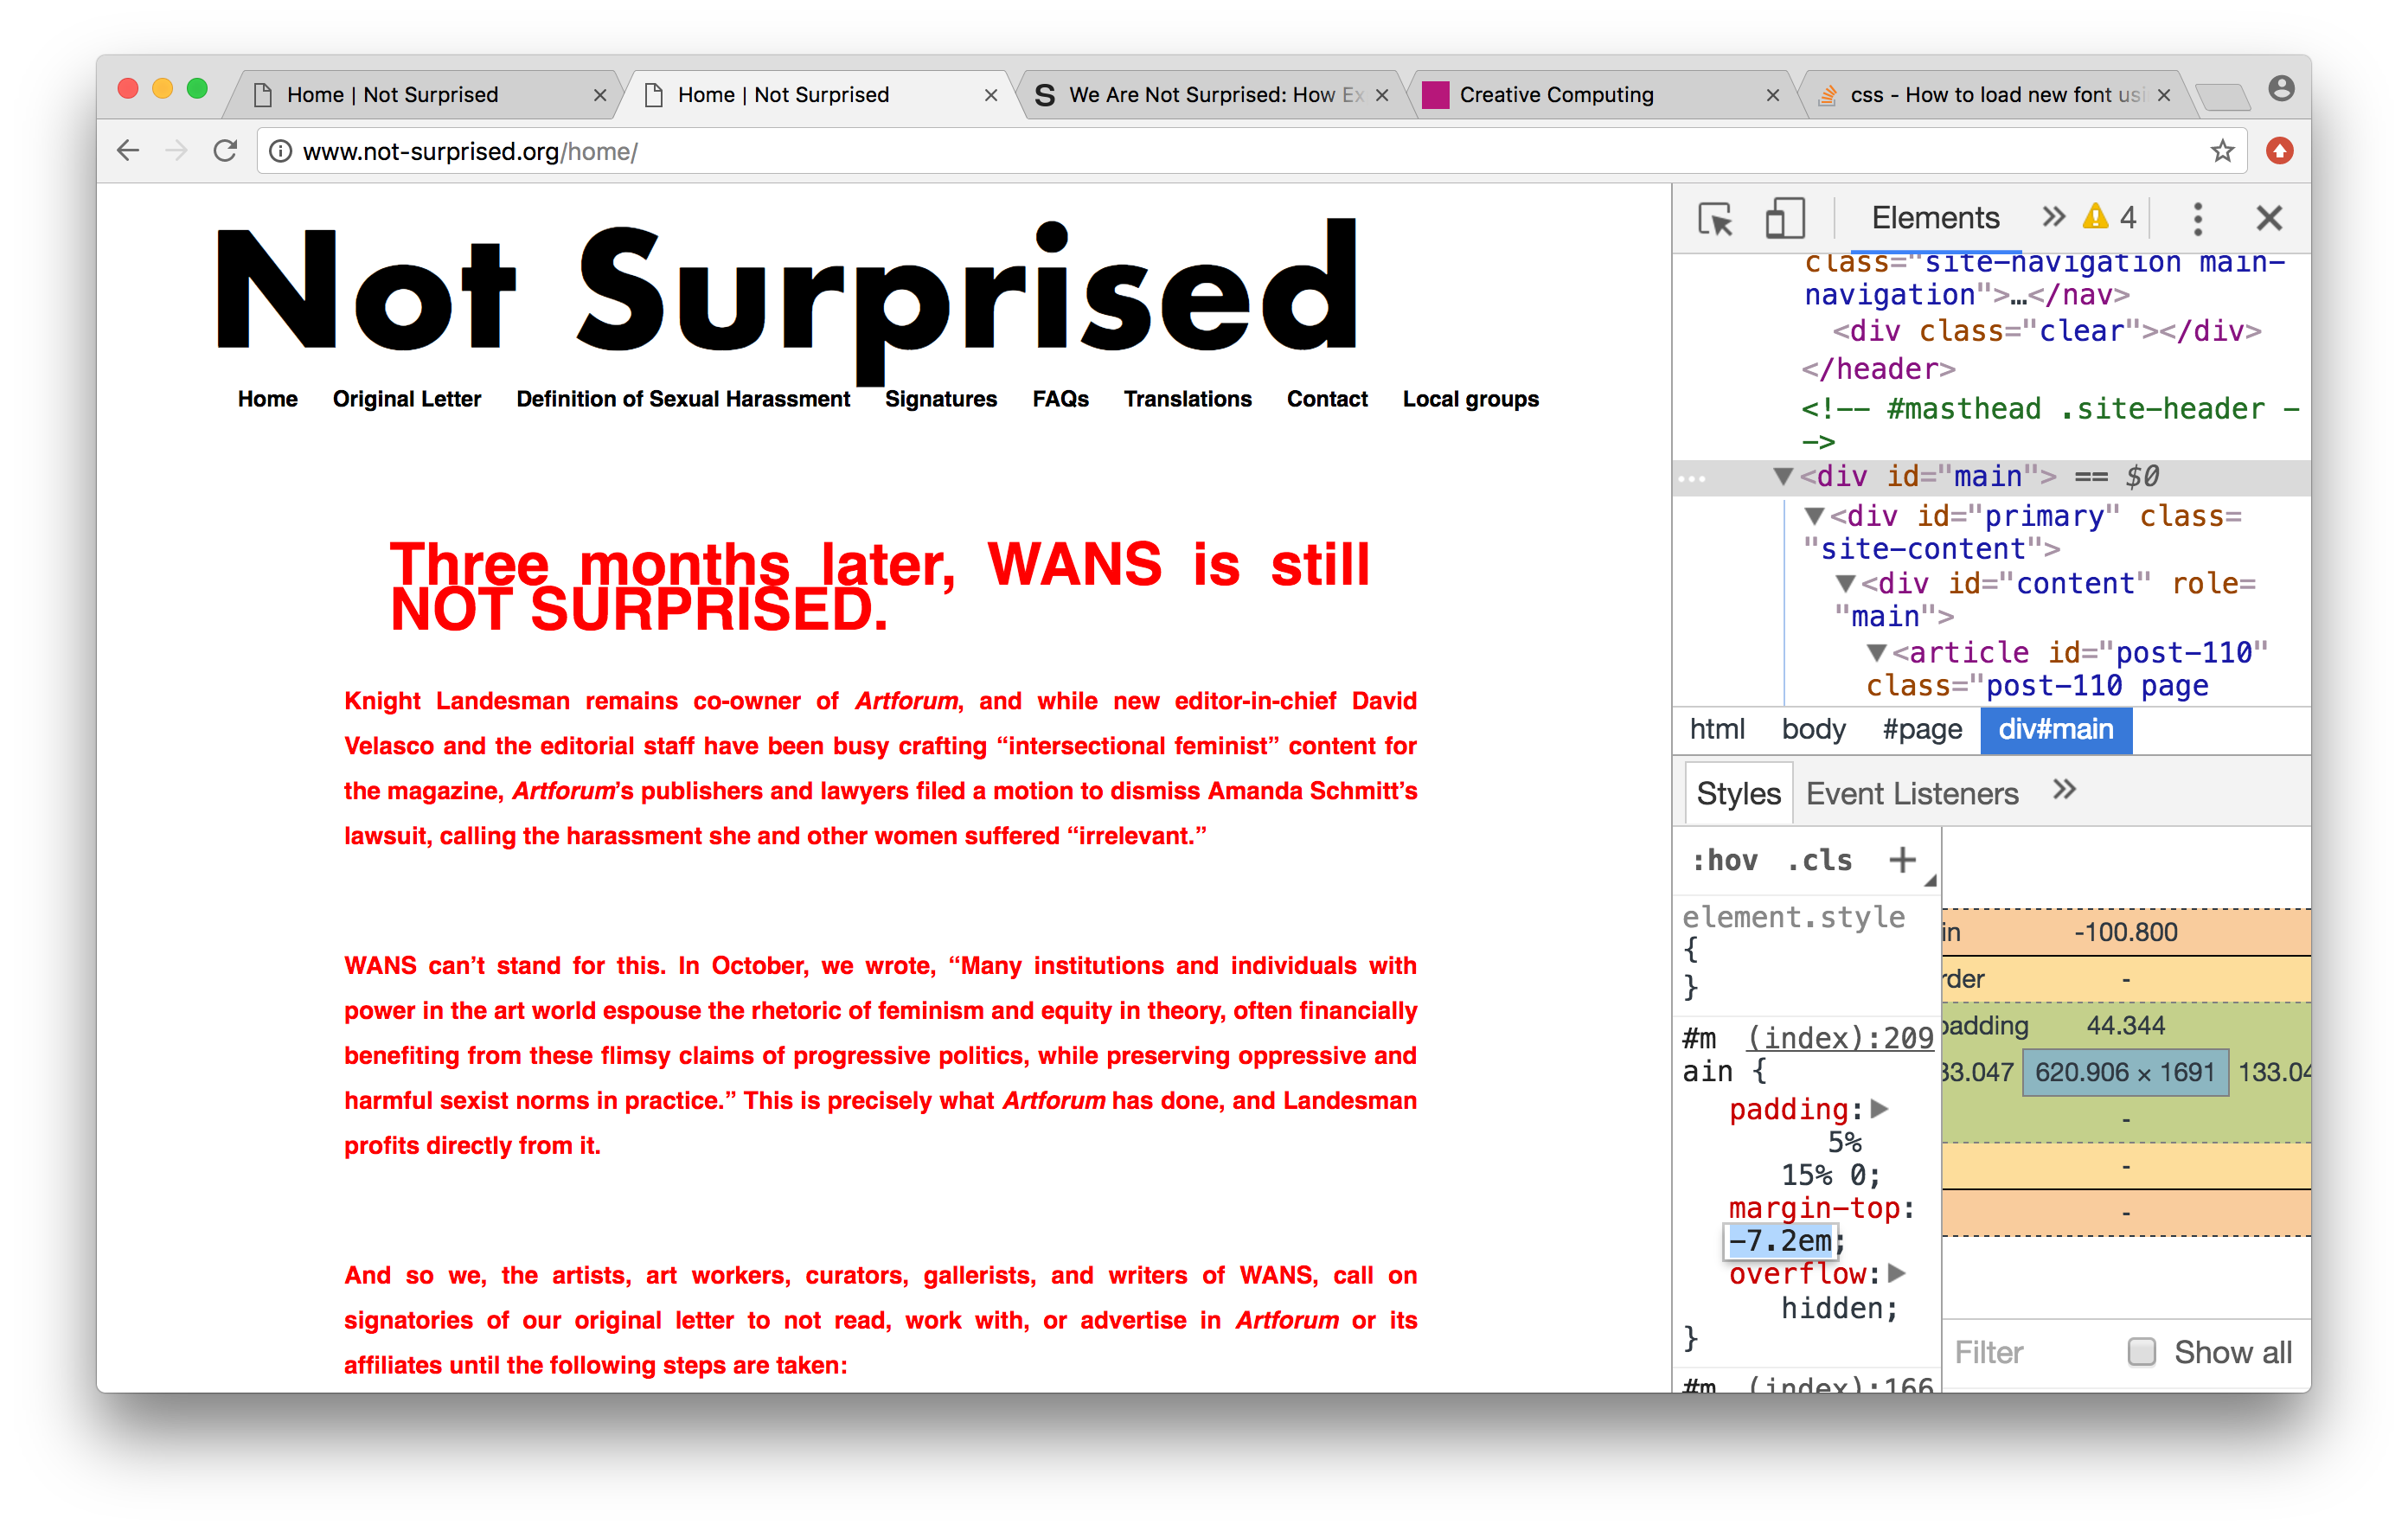 Home | Not Surprised
Home | Not Surprised
We Are Not Surprised: How Ex
Creative Computing
css - How to load new font usi
www.not-surprised.org/home/
Not Surprised
Home Original Letter Definition of Sexual Harassment Signatures FAQs Translations Contact Local groups
Three months later, WANS is still
NOT SURPRISED.
Knight Landesman remains co-owner of Artforum, and while new editor-in-chief David
Velasco and the editorial staff have been busy crafting “intersectional feminist” content for
the magazine, Artforum’s publishers and lawyers filed a motion to dismiss Amanda Schmitt’s
lawsuit, calling the harassment she and other women suffered “irrelevant.”
WANS can’t stand for this. In October, we wrote, “Many institutions and individuals with
power in the art world espouse the rhetoric of feminism and equity in theory, often financially
benefiting from these flimsy claims of progressive politics, while preserving oppressive and
harmful sexist norms in practice.” This is precisely what Artforum has done, and Landesman
profits directly from it.
And so we, the artists, art workers, curators, gallerists, and writers of WANS, call on
signatories of our original letter to not read, work with, or advertise in Artforum or its
affiliates until the following steps are taken:
Elements 4
class="site-navigation main-
navigation">…</nav>
<div class="clear"></div>
</header>
<!-- #masthead .site-header -
->
<div id="main"> == $0
<div id="primary" class=
"site-content">
<div id="content" role=
"main">
<article id="post-110"
class="post-110 page
html body #page div#main
Styles Event Listeners
:hov .cls +
element.style
{
}
#m (index):209
ain {
padding:
5%
15% 0;
margin-top:
-7.2em;
overflow:
hidden;
}
#m (index):166
in -100.800
rder -
padding 44.344
33.047 620.906 × 1691 133.04
-
-
-
Filter Show all